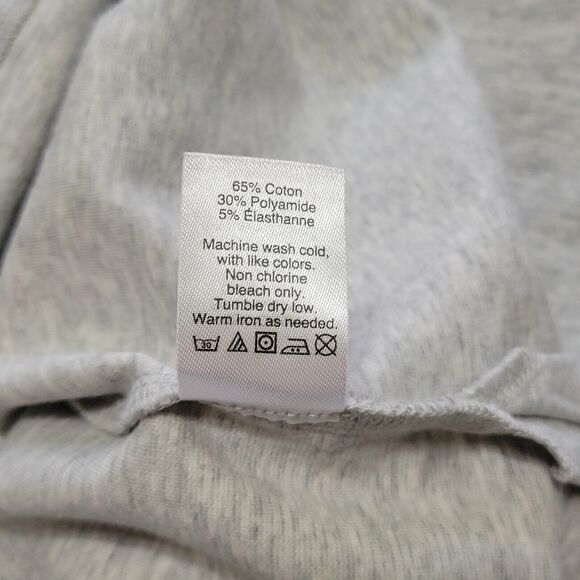 65% Coton
30% Polyamide
5% Élasthanne
Machine wash cold,
with like colors.
Non chlorine
bleach only.
Tumble dry low.
Warm iron as needed.
30